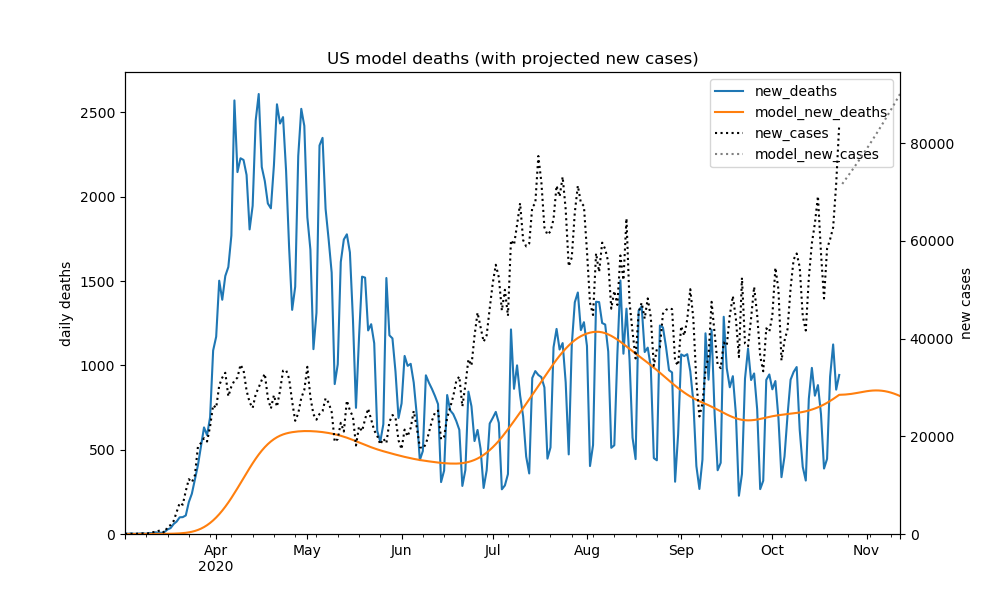 US model deaths (with projected new cases)
new_deaths
model_new_deaths
new_cases
model_new_cases
2500
2000
1500
1000
500
0
daily deaths
80000
60000
40000
20000
0
new cases
Apr May Jun Jul Aug Sep Oct Nov
2020